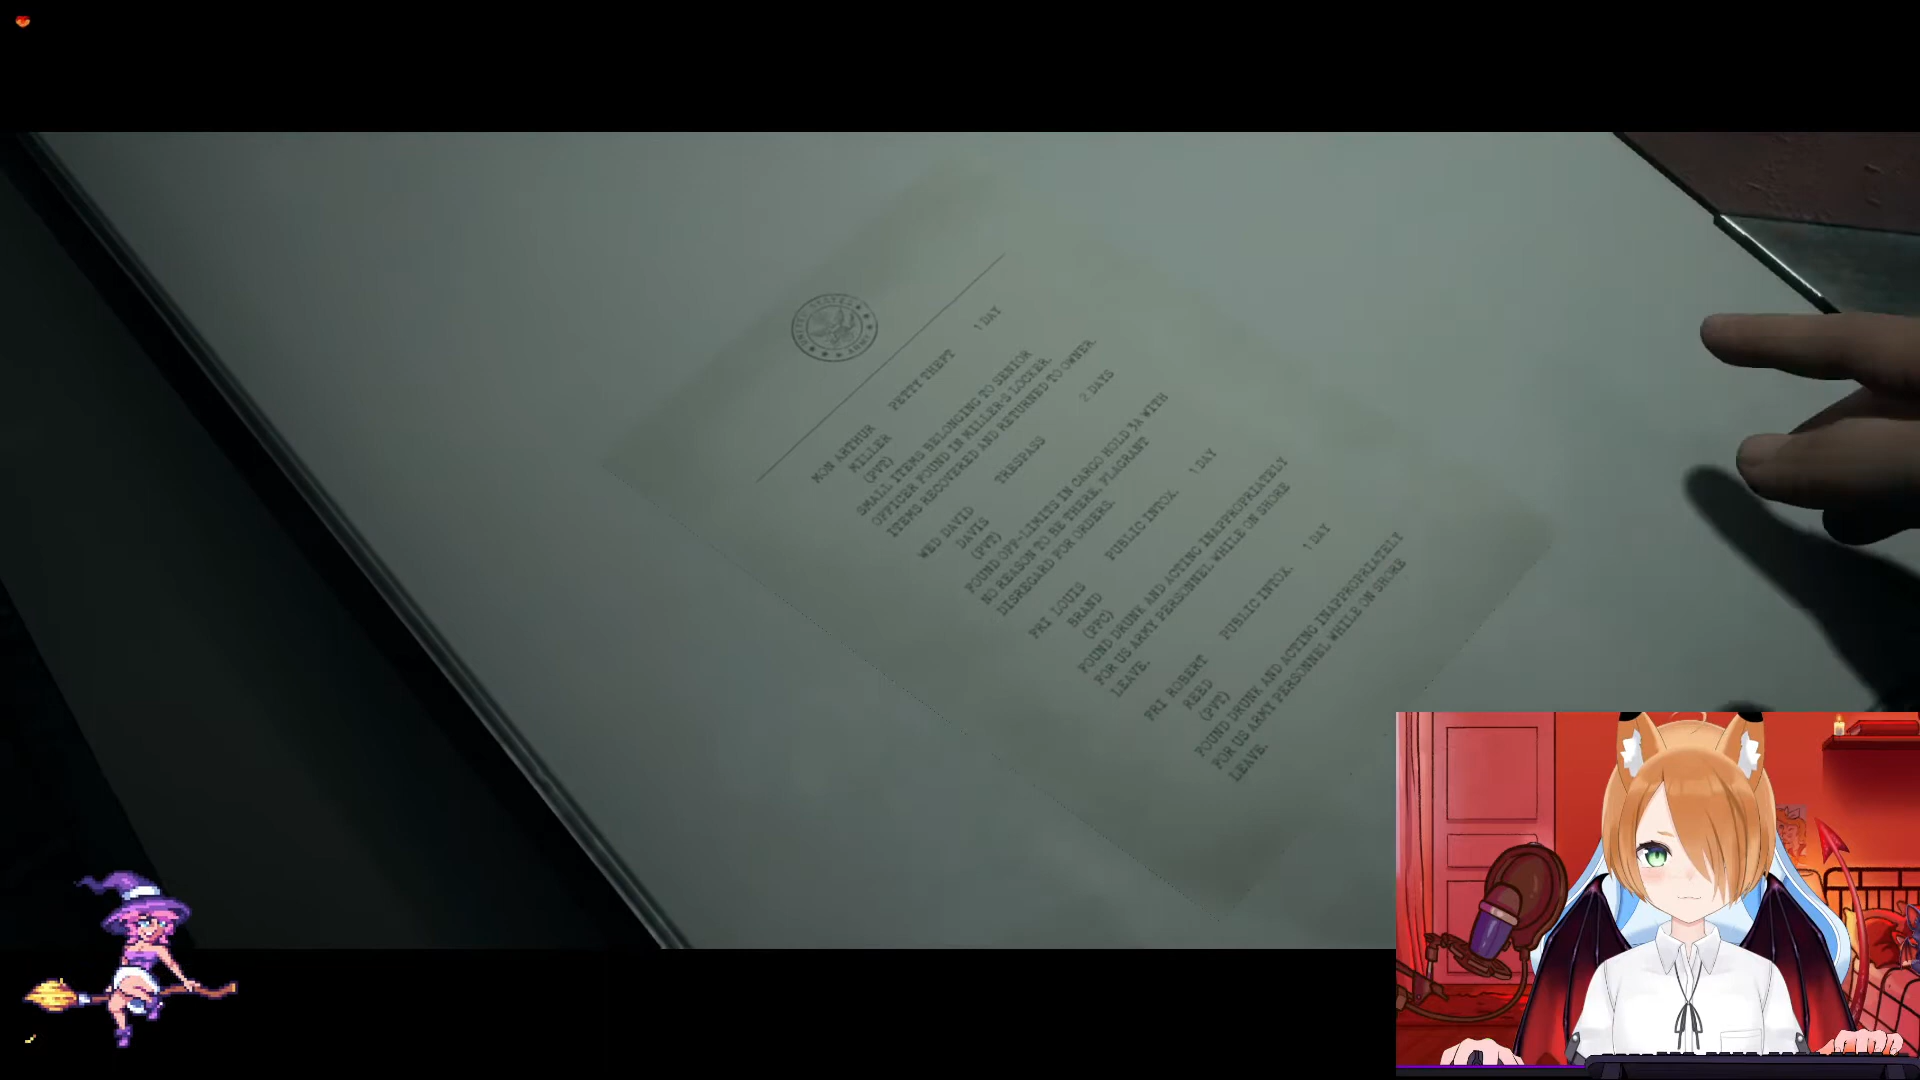 UNITED STATES ARMY
MON ARTHUR PETTY THEFT 1 DAY
MILLER
(PVT)
SMALL ITEMS BELONGING TO SENIOR
OFFICER FOUND IN MILLER'S LOCKER.
ITEMS RECOVERED AND RETURNED TO OWNER.
WED DAVID TRESPASS 2 DAYS
DAVIS
(PVT)
FOUND OFF-LIMITS IN CARGO HOLD 3A WITH
NO REASON TO BE THERE, FLAGRANT
DISREGARD FOR ORDERS.
FRI LOUIS PUBLIC INTOX. 1 DAY
BRAND
(PFC)
FOUND DRUNK AND ACTING INAPPROPRIATELY
FOR US ARMY PERSONNEL WHILE ON SHORE
LEAVE.
FRI ROBERT PUBLIC INTOX. 1 DAY
REED
(PVT)
FOUND DRUNK AND ACTING INAPPROPRIATELY
FOR US ARMY PERSONNEL WHILE ON SHORE
LEAVE.